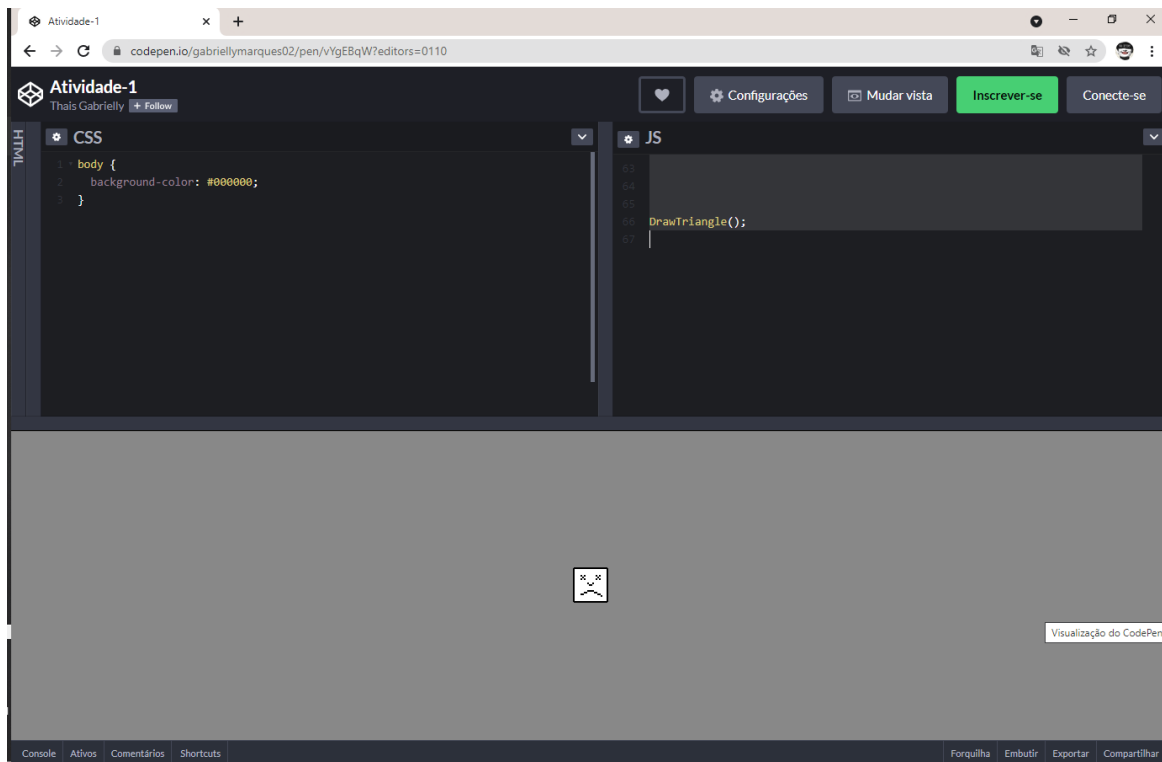 Atividade-1
codepen.io/gabriellymarques02/pen/vYgEBqW?editors=0110
Atividade-1
Thais Gabrielly + Follow
Configurações
Mudar vista
Inscrever-se
Conecte-se
HTML
CSS
1 body {
2 background-color: #000000;
3 }
JS
63
64
65
66 DrawTriangle();
67
Visualização do CodePen
Console Ativos Comentários Shortcuts
Forquilha Embutir Exportar Compartilhar